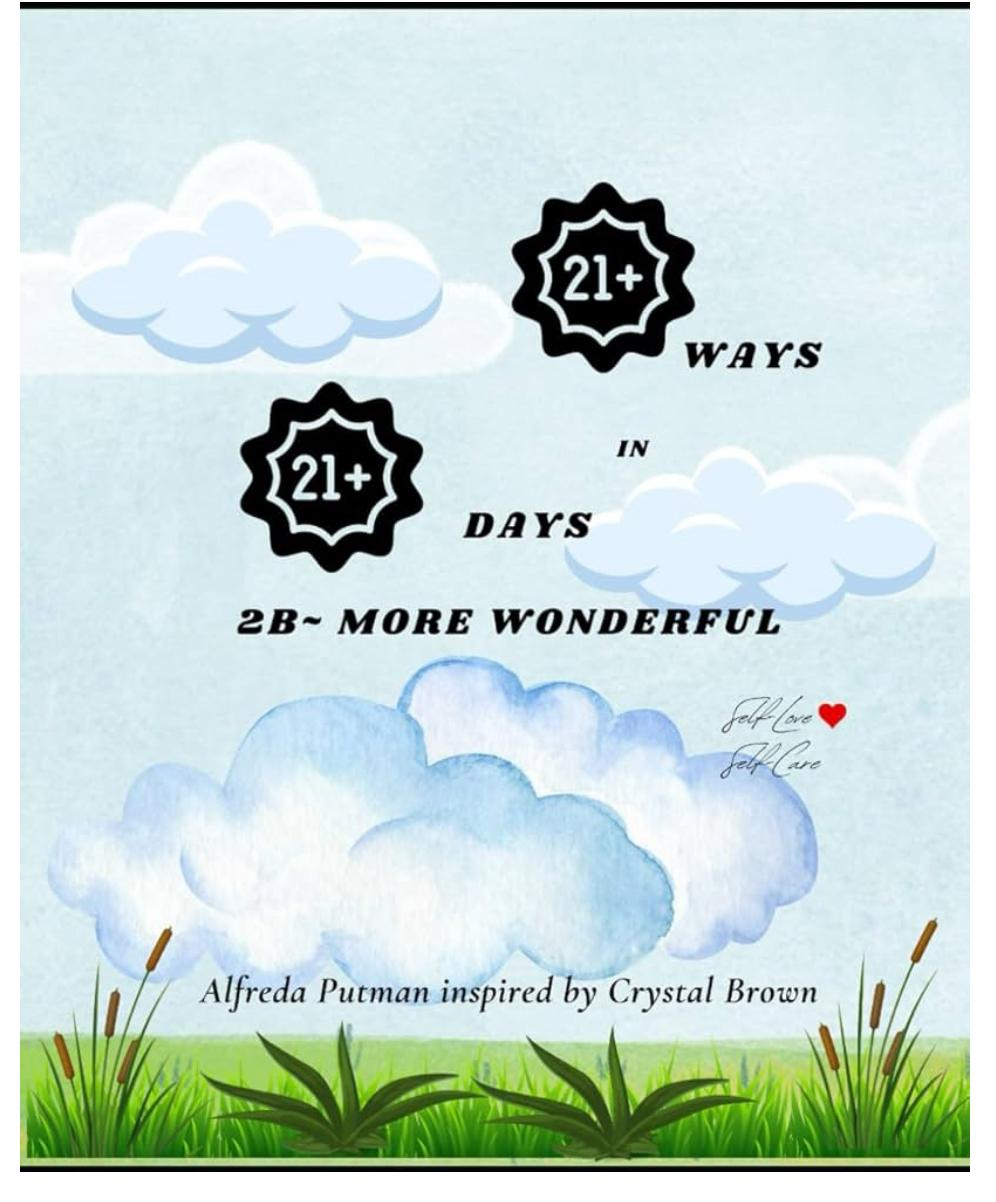 21+
WAYS
IN
21+
DAYS
2B~ MORE WONDERFUL
Self-Love
Self-Care
Alfreda Putman inspired by Crystal Brown